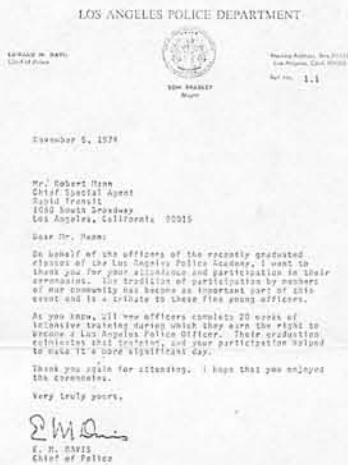 LOS ANGELES POLICE DEPARTMENT
EDWARD M. DAVIS
Chief of Police
TOM BRADLEY
Mayor
Ref. No. 1.1
November 6, 1974
Mr. Robert Mann
Chief Special Agent
Rapid Transit
1060 South Broadway
Los Angeles, California 90015
Dear Mr. Mann:
On behalf of the officers of the recently graduated
classes of the Los Angeles Police Academy, I want to
thank you for your attendance and participation in their
ceremonies. The tradition of participation by members
of our community has become an important part of this
event and is a tribute to these fine young officers.
As you know, all new officers complete 20 weeks of
intensive training during which they earn the right to
become a Los Angeles Police Officer. Their graduation
culminates that training, and your participation helped
to make it a more significant day.
Thank you again for attending. I hope that you enjoyed
the ceremonies.
Very truly yours,
E M Davis
E. M. DAVIS
Chief of Police